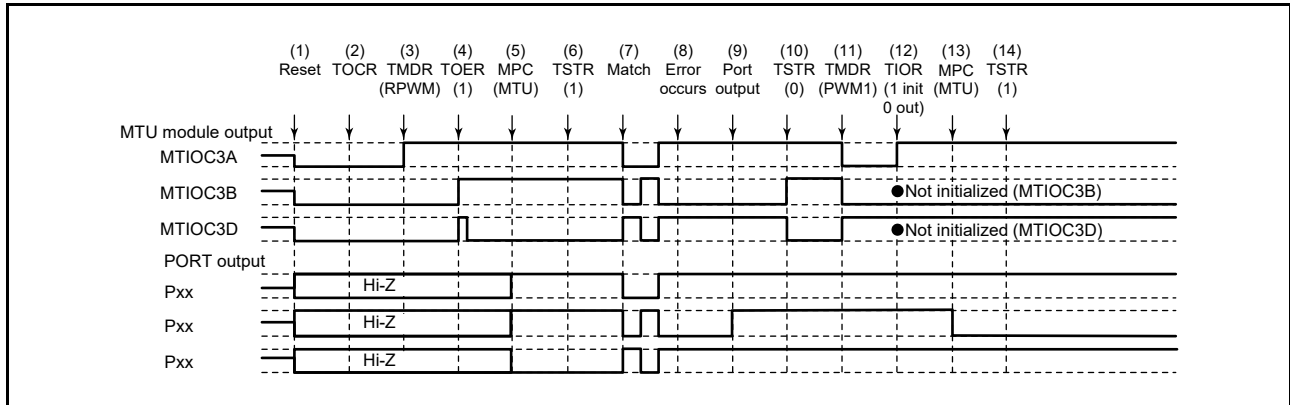 (1) (2) (3) (4) (5) (6) (7) (8) (9) (10) (11) (12) (13) (14)
Reset TOCR TMDR TOER MPC TSTR Match Error Port TSTR TMDR TIOR MPC TSTR
(RPWM) (1) (MTU) (1) occurs output (0) (PWM1) (1 init (MTU) (1)
0 out)
MTU module output
MTIOC3A
MTIOC3B
●Not initialized (MTIOC3B)
MTIOC3D
●Not initialized (MTIOC3D)
PORT output
Pxx
Hi-Z
Pxx
Hi-Z
Pxx
Hi-Z